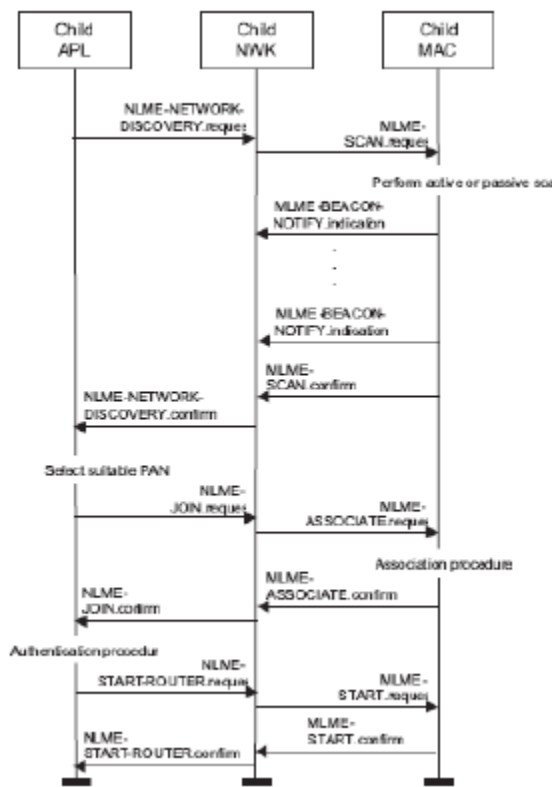 Child
APL
Child
NWK
Child
MAC
NLME-NETWORK-
DISCOVERY.reques
MLME-
SCAN.reques
Perform active or passive sca
MLME-BEACON-
NOTIFY.indication
MLME-BEACON-
NOTIFY.indication
MLME-
SCAN.confirm
NLME-NETWORK-
DISCOVERY.confirm
Select suitable PAN
NLME-
JOIN.reques
MLME-
ASSOCIATE.reques
Association procedure
MLME-
ASSOCIATE.confirm
NLME-
JOIN.confirm
Authentication procedur
NLME-
START-ROUTER.reques
MLME-
START.reques
MLME-
START.confirm
NLME-
START-ROUTER.confirm